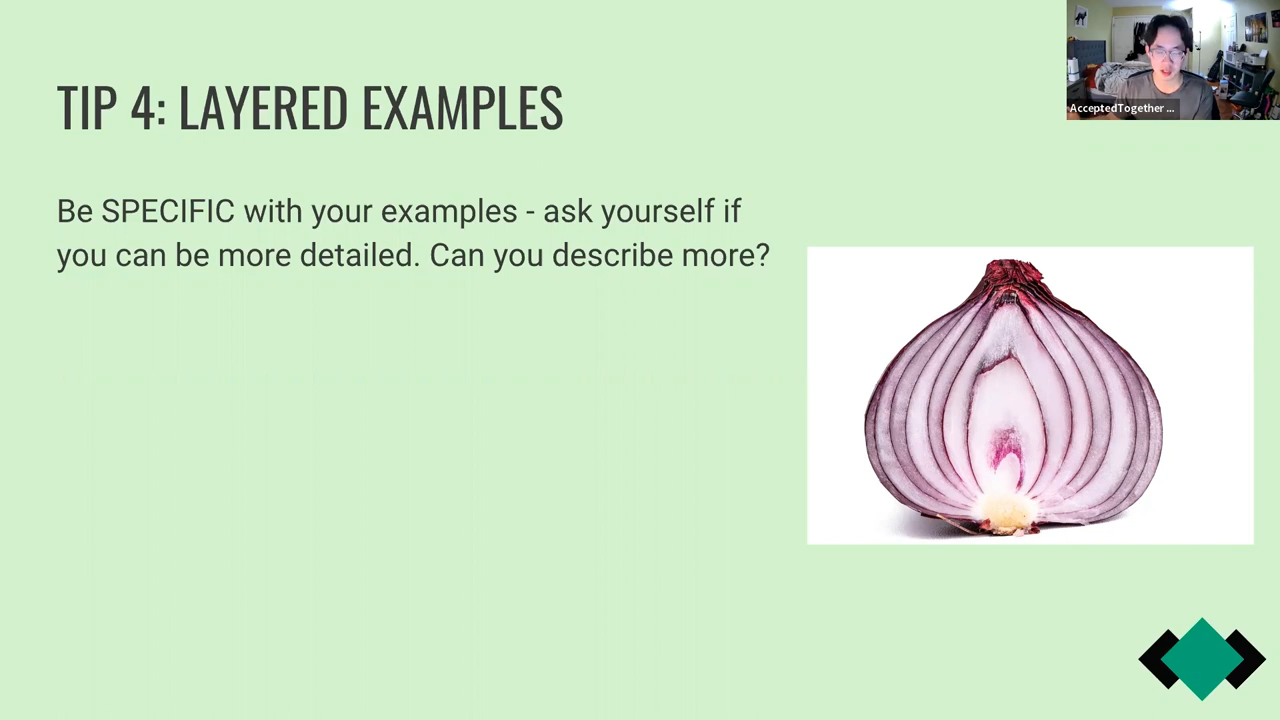 TIP 4: LAYERED EXAMPLES
Be SPECIFIC with your examples - ask yourself if
you can be more detailed. Can you describe more?
AcceptedTogether ...